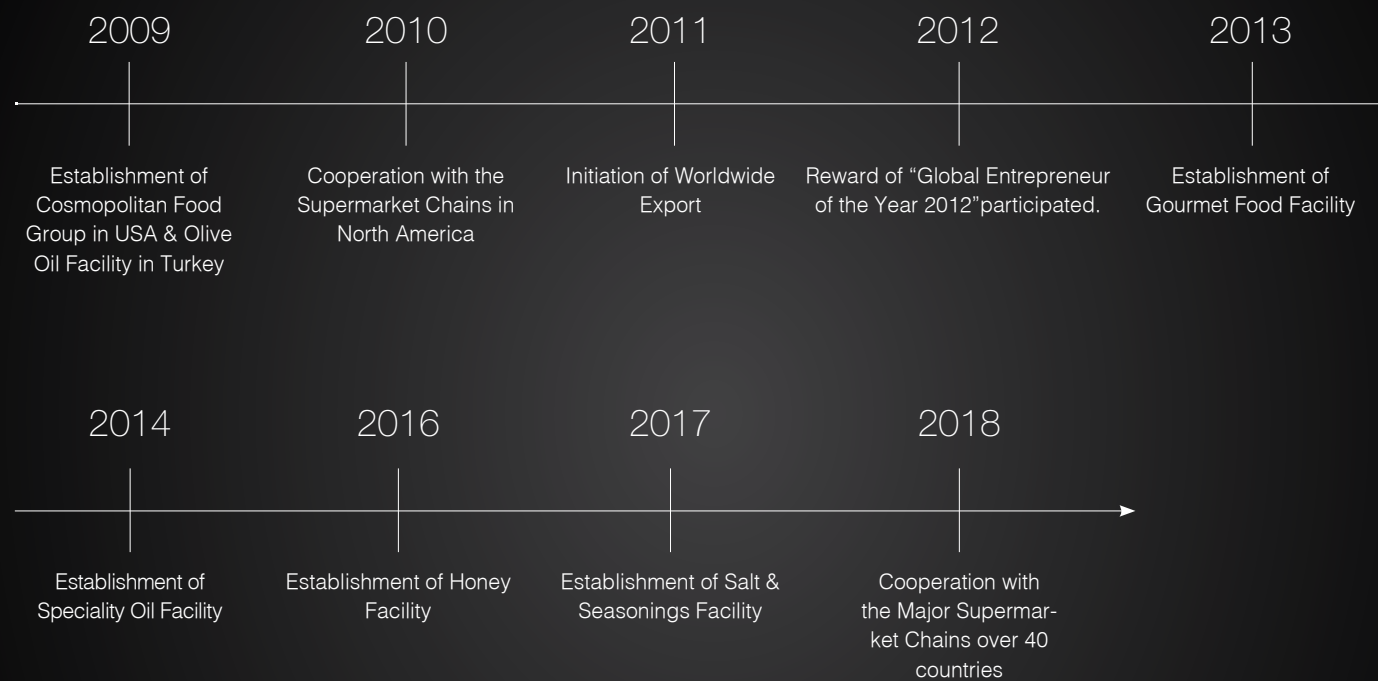 2009
Establishment of
Cosmopolitan Food
Group in USA & Olive
Oil Facility in Turkey
2010
Cooperation with the
Supermarket Chains in
North America
2011
Initiation of Worldwide
Export
2012
Reward of “Global Entrepreneur
of the Year 2012”participated.
2013
Establishment of
Gourmet Food Facility
2014
Establishment of
Speciality Oil Facility
2016
Establishment of Honey
Facility
2017
Establishment of Salt &
Seasonings Facility
2018
Cooperation with
the Major Supermar-
ket Chains over 40
countries